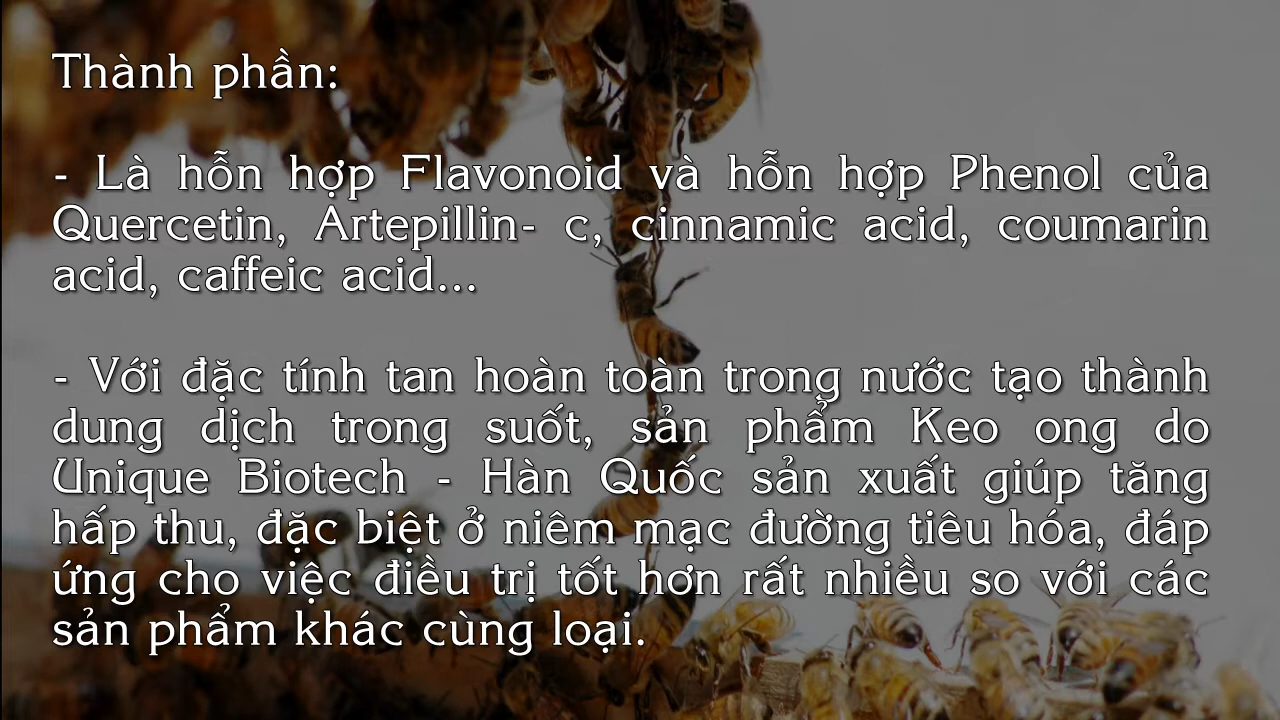 Thành phần:
- Là hỗn hợp Flavonoid và hỗn hợp Phenol của
Quercetin, Artepillin- c, cinnamic acid, coumarin
acid, caffeic acid...
- Với đặc tính tan hoàn toàn trong nước tạo thành
dung dịch trong suốt, sản phẩm Keo ong do
Unique Biotech - Hàn Quốc sản xuất giúp tăng
hấp thu, đặc biệt ở niêm mạc đường tiêu hóa, đáp
ứng cho việc điều trị tốt hơn rất nhiều so với các
sản phẩm khác cùng loại.